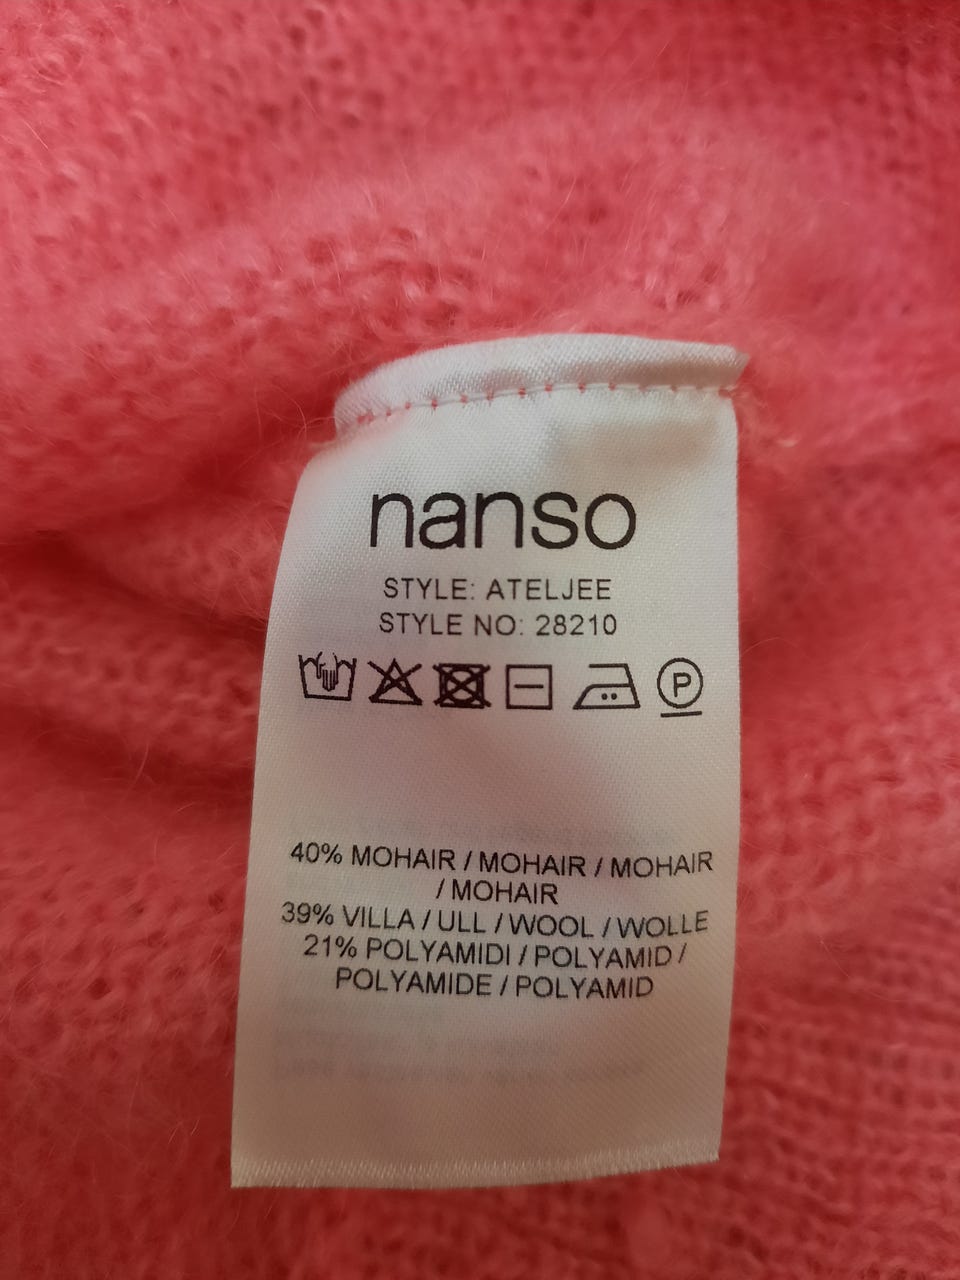 nanso
STYLE: ATELJEE
STYLE NO: 28210
P
40% MOHAIR / MOHAIR / MOHAIR
/ MOHAIR
39% VILLA / ULL / WOOL / WOLLE
21% POLYAMIDI / POLYAMID /
POLYAMIDE / POLYAMID